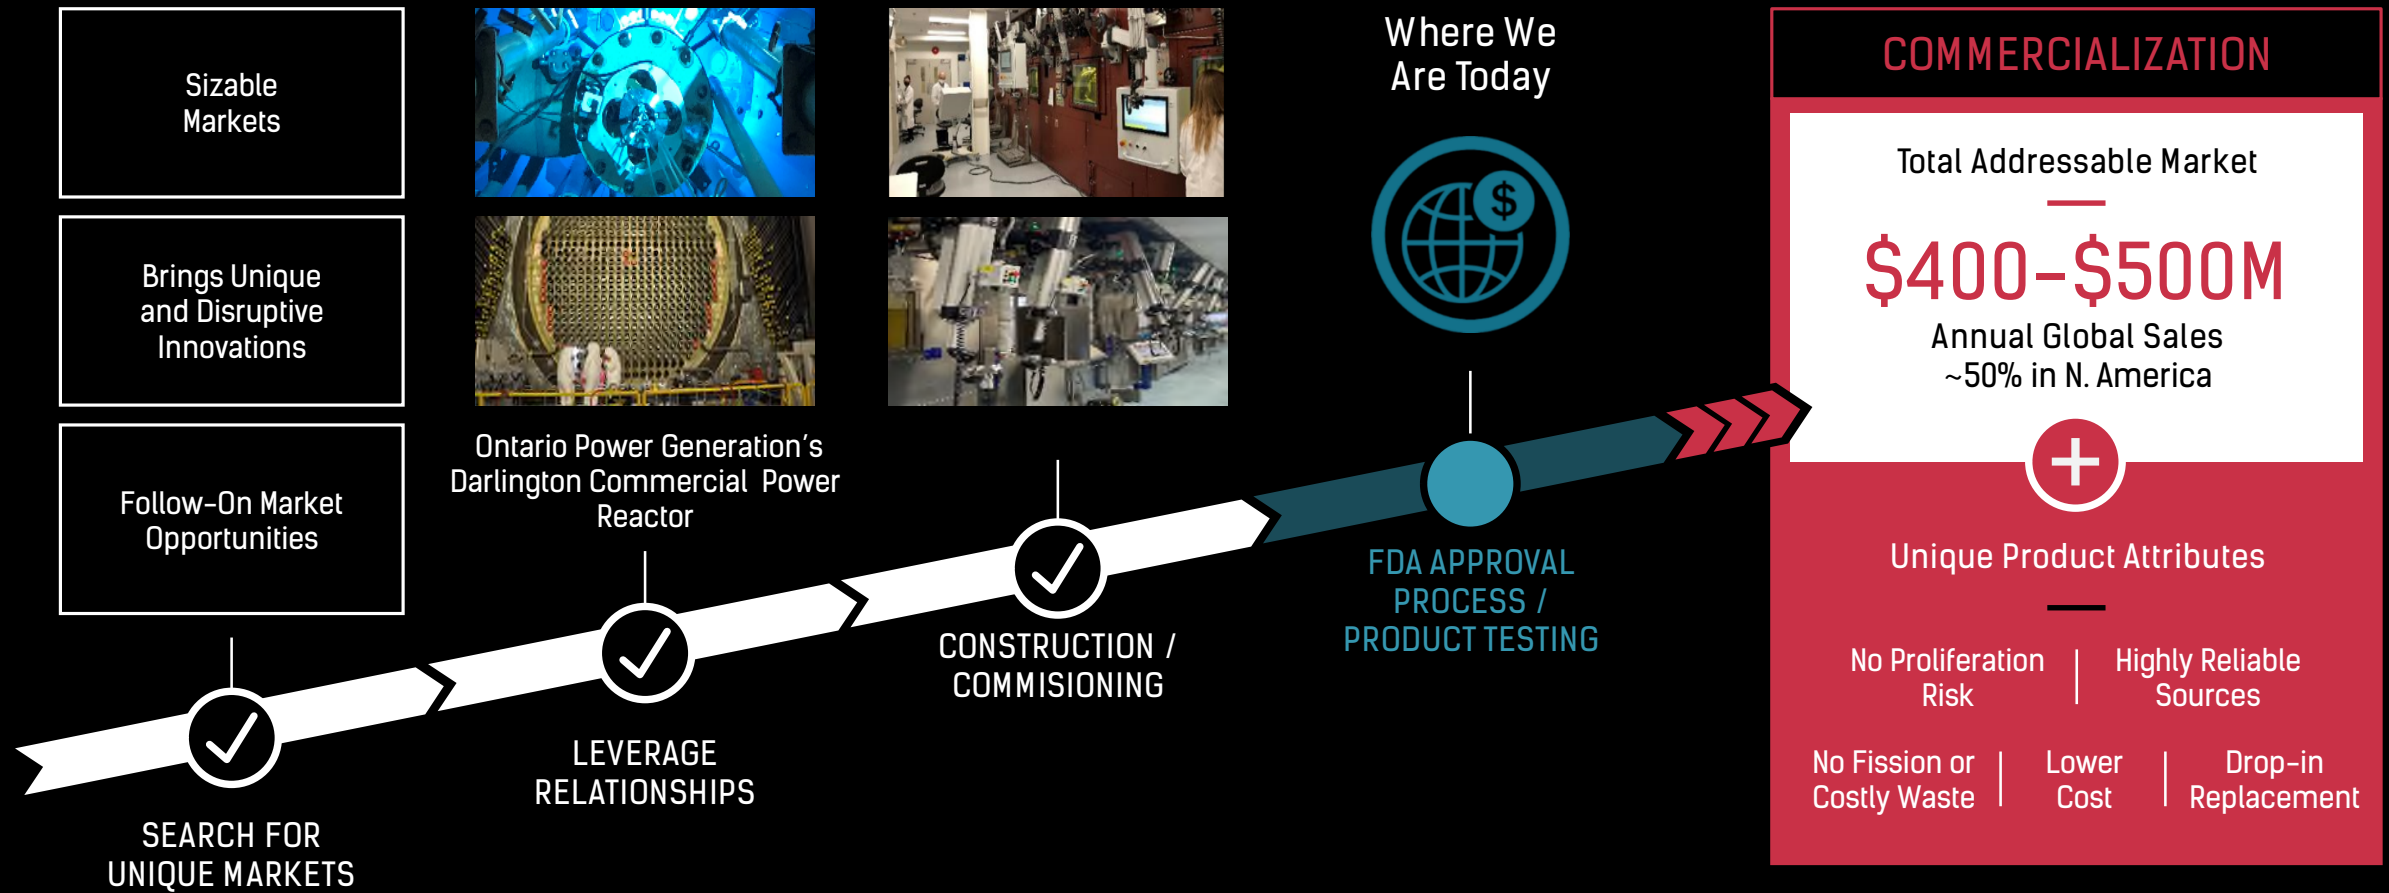 Sizable
Markets
Brings Unique
and Disruptive
Innovations
Follow-On Market
Opportunities
SEARCH FOR
UNIQUE MARKETS
Ontario Power Generation's
Darlington Commercial Power
Reactor
LEVERAGE
RELATIONSHIPS
CONSTRUCTION /
COMMISIONING
Where We
Are Today
$
FDA APPROVAL
PROCESS /
PRODUCT TESTING
COMMERCIALIZATION
Total Addressable Market
$400-$500M
Annual Global Sales
~50% in N. America
+
Unique Product Attributes
No Proliferation
Risk
Highly Reliable
Sources
No Fission or
Costly Waste
Lower
Cost
Drop-in
Replacement